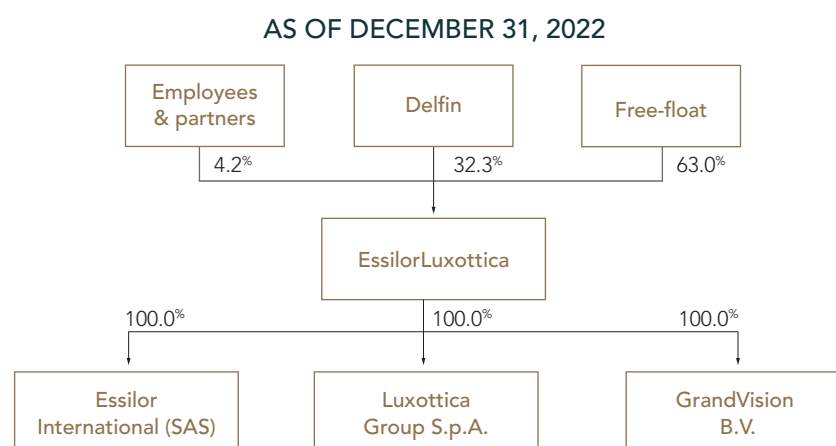 AS OF DECEMBER 31, 2022
Employees
& partners
Delfin
Free-float
4.2%
32.3%
63.0%
EssilorLuxottica
100.0%
100.0%
100.0%
Essilor
International (SAS)
Luxottica
Group S.p.A.
GrandVision
B.V.